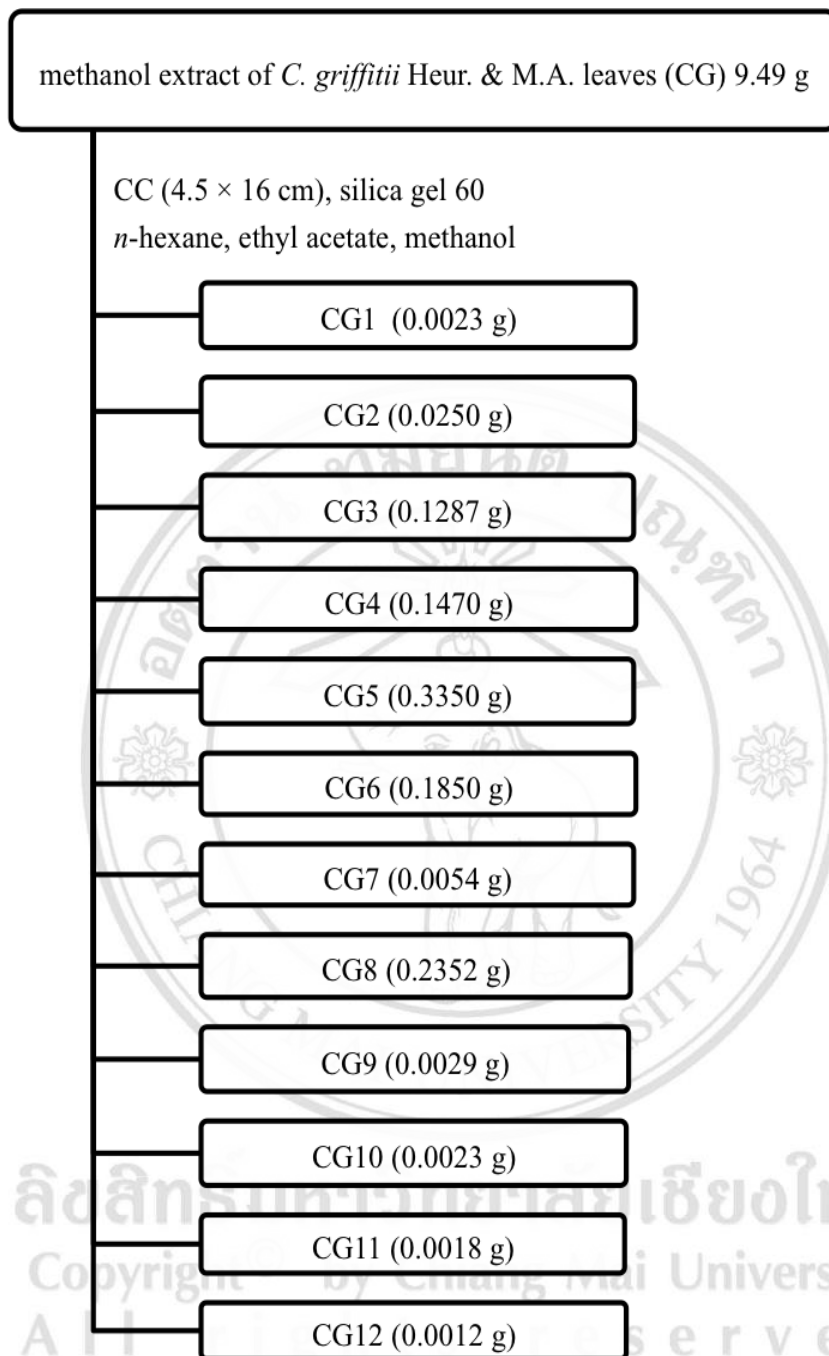 methanol extract of C. griffitii Heur. & M.A. leaves (CG) 9.49 g
CC (4.5 × 16 cm), silica gel 60
n-hexane, ethyl acetate, methanol
CG1 (0.0023 g)
CG2 (0.0250 g)
CG3 (0.1287 g)
CG4 (0.1470 g)
CG5 (0.3350 g)
CG6 (0.1850 g)
CG7 (0.0054 g)
CG8 (0.2352 g)
CG9 (0.0029 g)
CG10 (0.0023 g)
CG11 (0.0018 g)
CG12 (0.0012 g)
1964
Copyright© by Chiang Mai Univers